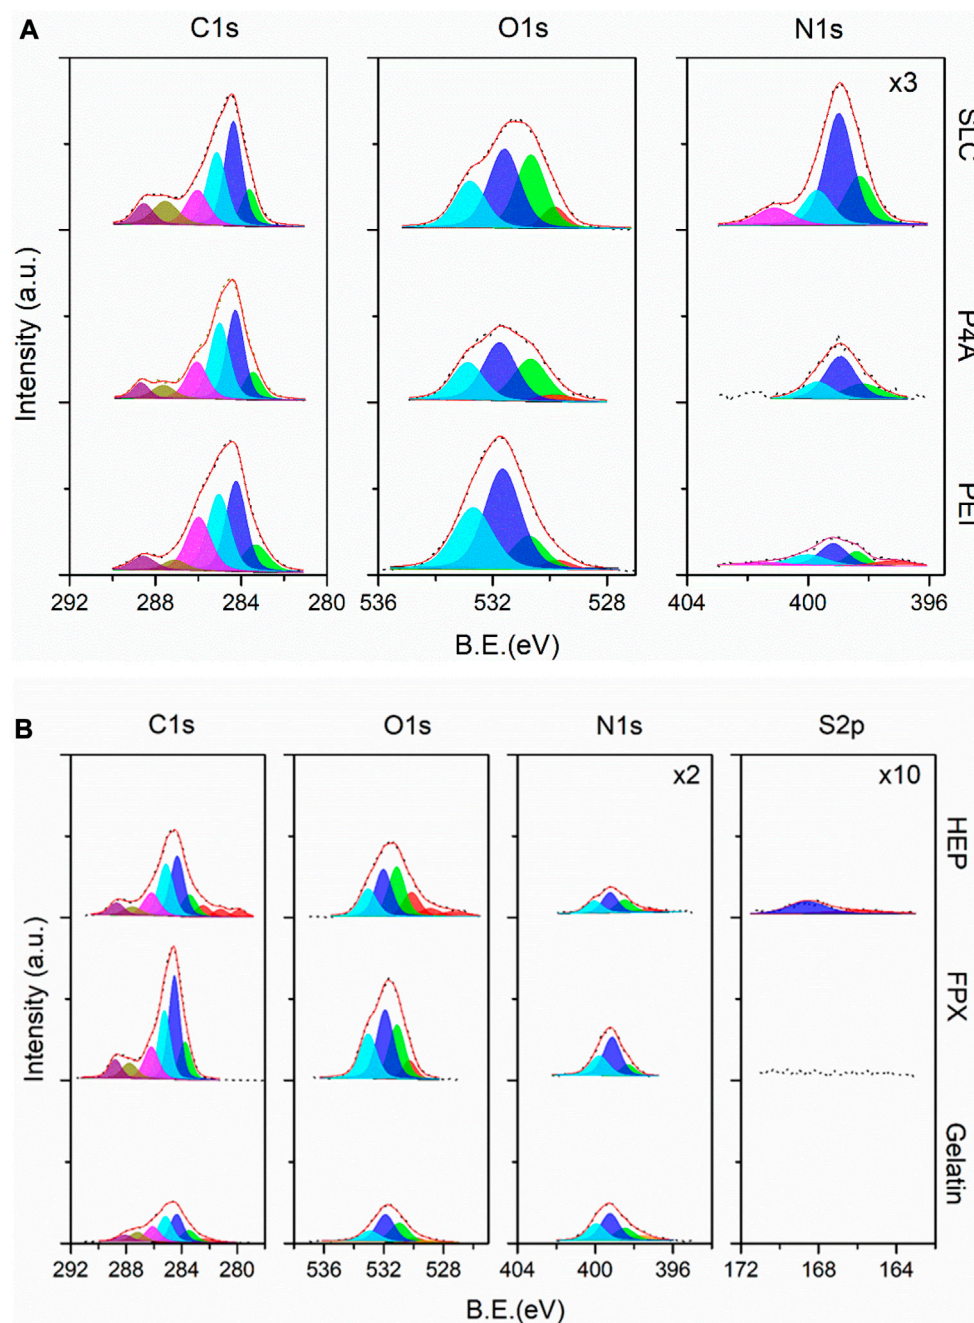 A
C1s O1s N1s
x3
SLC
P4A
PEI
Intensity (a.u.)
292 288 284 280 536 532 528 404 400 396
B.E.(eV)
B
C1s O1s N1s S2p
x2 x10
HEP
FPX
Gelatin
Intensity (a.u.)
292 288 284 280 536 532 528 404 400 396 172 168 164
B.E.(eV)